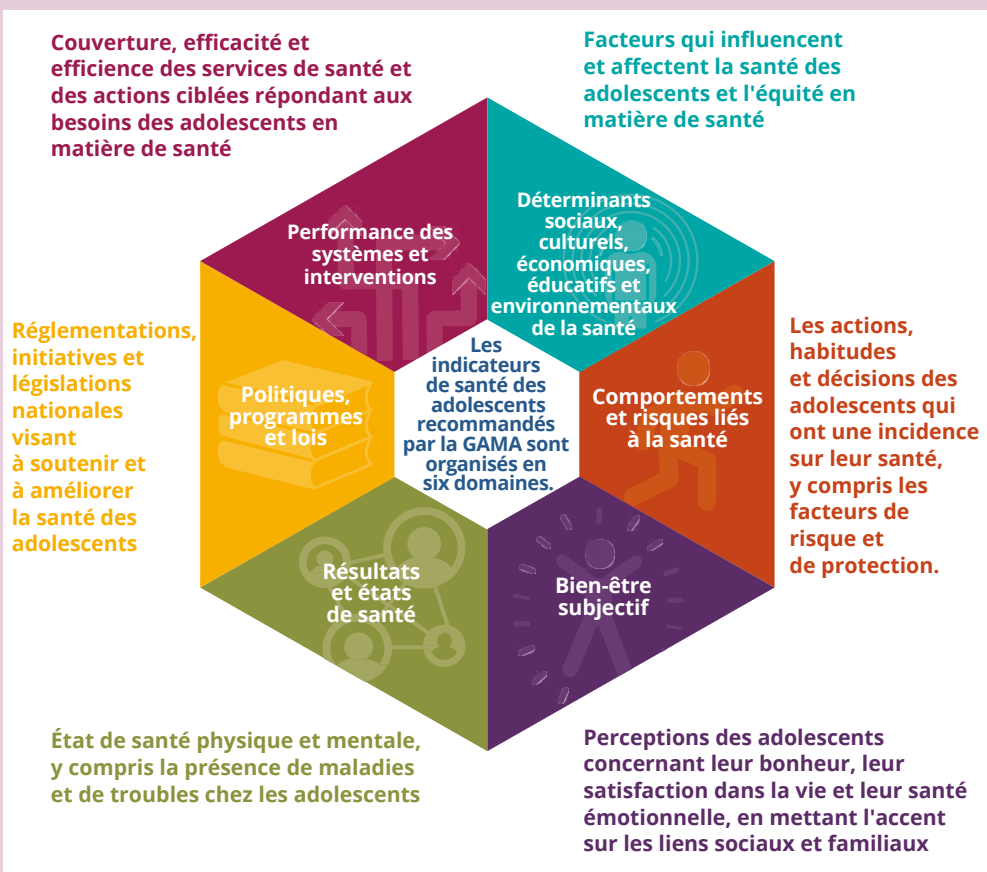 Couverture, efficacité et
efficience des services de santé et
des actions ciblées répondant aux
besoins des adolescents en
matière de santé
Facteurs qui influencent
et affectent la santé des
adolescents et l'équité en
matière de santé
Performance des
systèmes et
interventions
Déterminants
sociaux,
culturels,
économiques,
éducatifs et
environnementaux
de la santé
Réglementations,
initiatives et
législations
nationales
visant
à soutenir et
à améliorer
la santé des
adolescents
Politiques,
programmes
et lois
Les
indicateurs
de santé des
adolescents
recommandés
par la GAMA sont
organisés en
six domaines.
Comportements
et risques liés
à la santé
Les actions,
habitudes
et décisions des
adolescents qui
ont une incidence
sur leur santé,
y compris les
facteurs de
risque et
de protection.
Résultats
et états
de santé
Bien-être
subjectif
État de santé physique et mentale,
y compris la présence de maladies
et de troubles chez les adolescents
Perceptions des adolescents
concernant leur bonheur, leur
satisfaction dans la vie et leur santé
émotionnelle, en mettant l'accent
sur les liens sociaux et familiaux